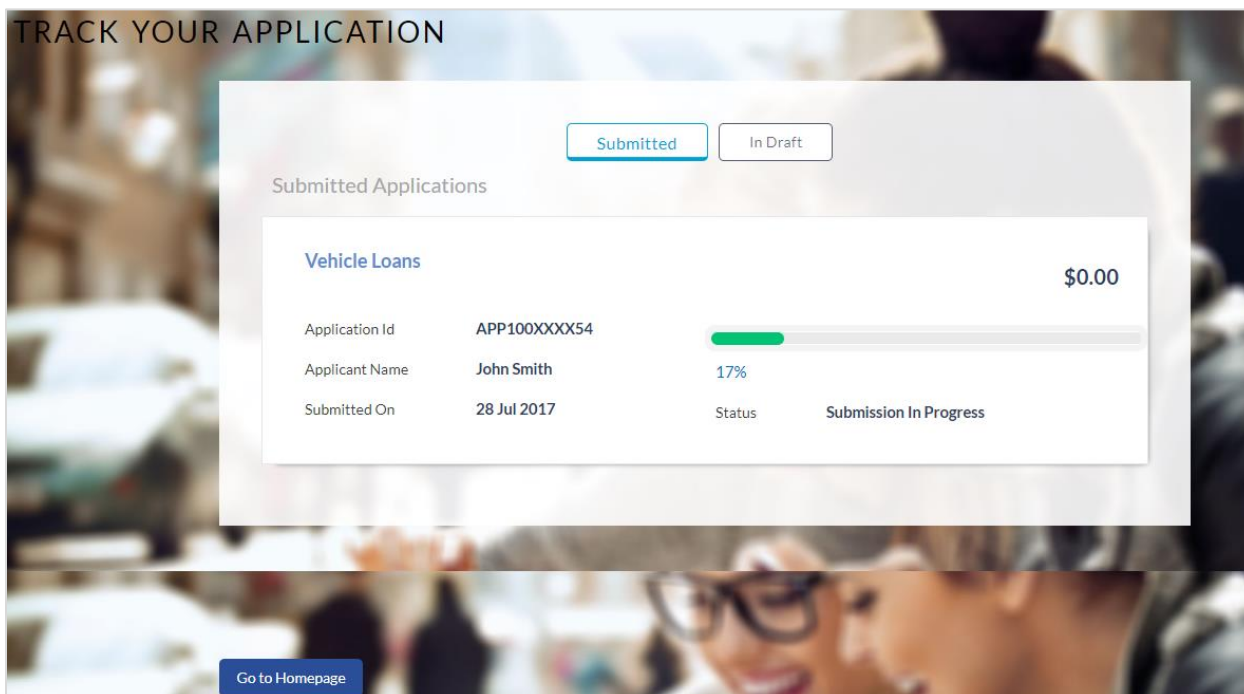 TRACK YOUR APPLICATION
Submitted
In Draft
Submitted Applications
Vehicle Loans
$0.00
Application Id APP100XXXX54
Applicant Name John Smith
17%
Submitted On 28 Jul 2017
Status Submission In Progress
Go to Homepage